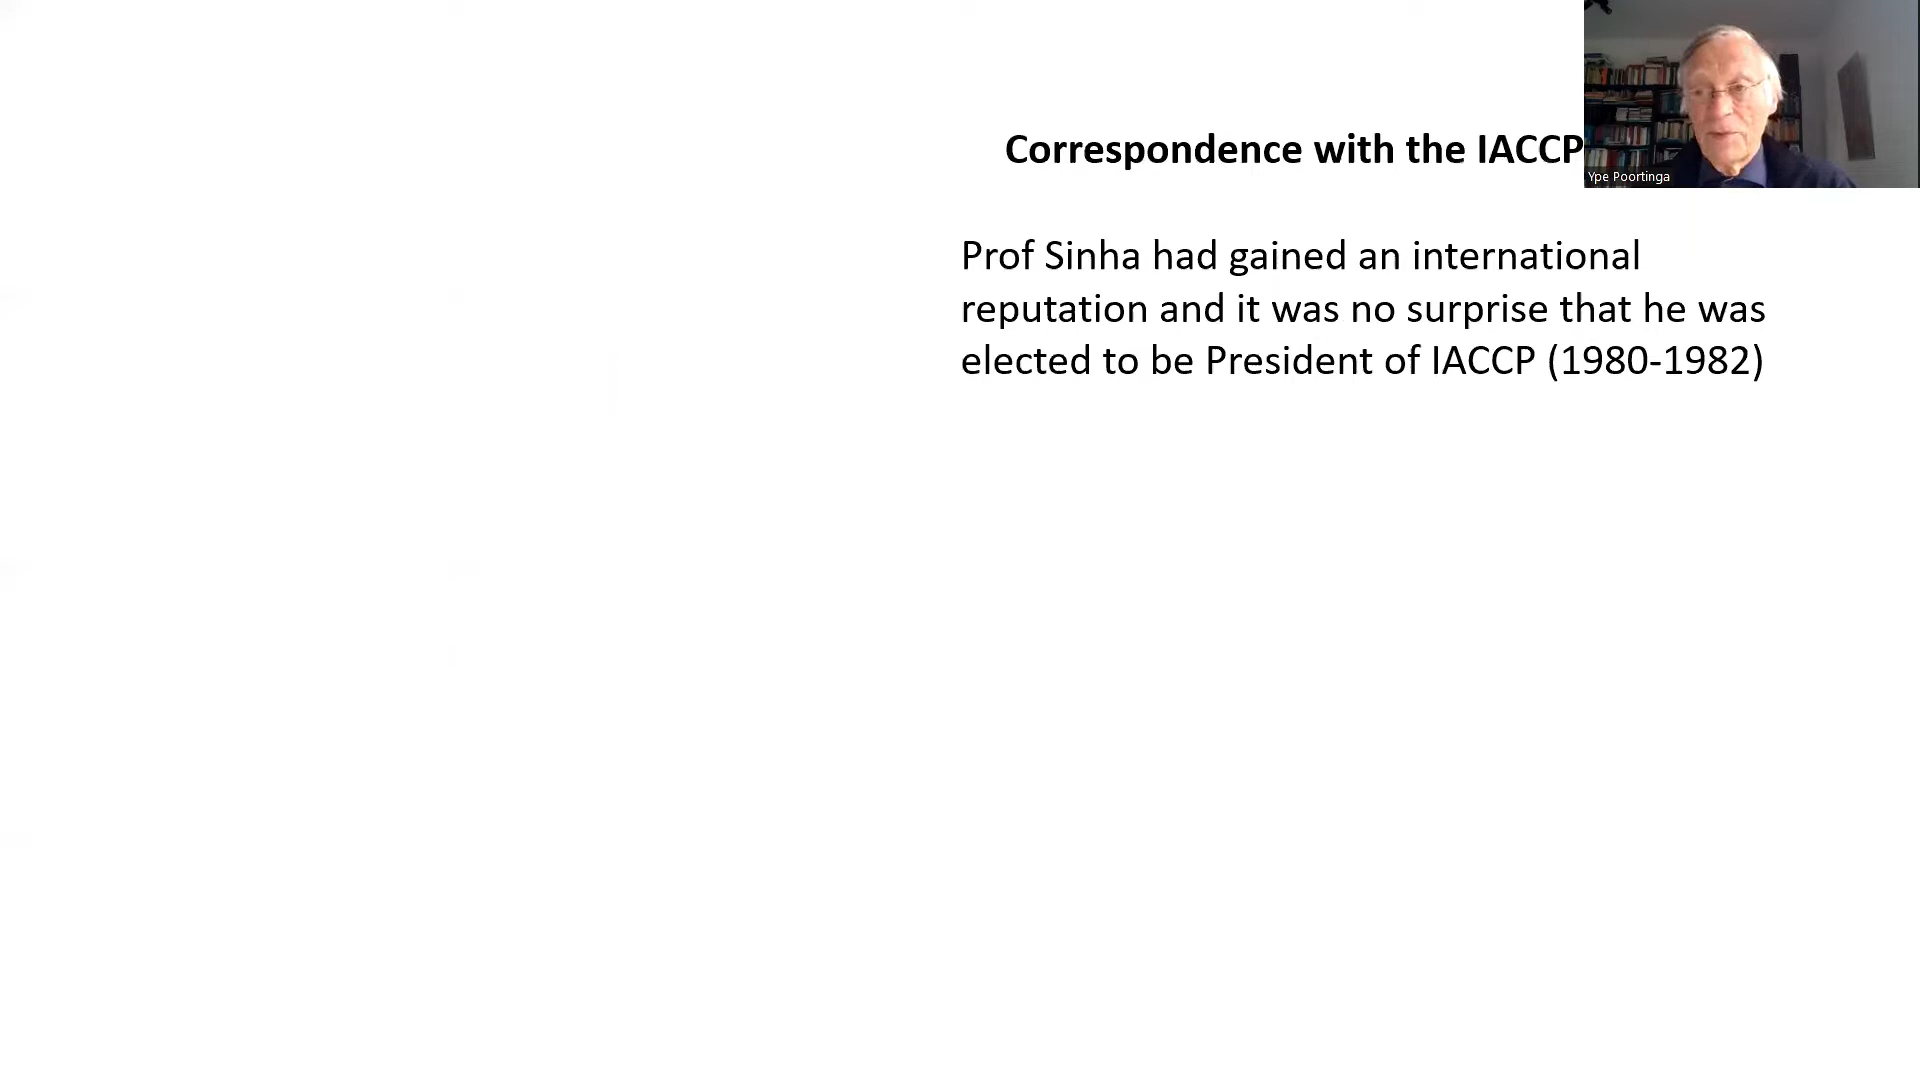 Correspondence with the IACCP
Ype Poortinga
Prof Sinha had gained an international
reputation and it was no surprise that he was
elected to be President of IACCP (1980-1982)